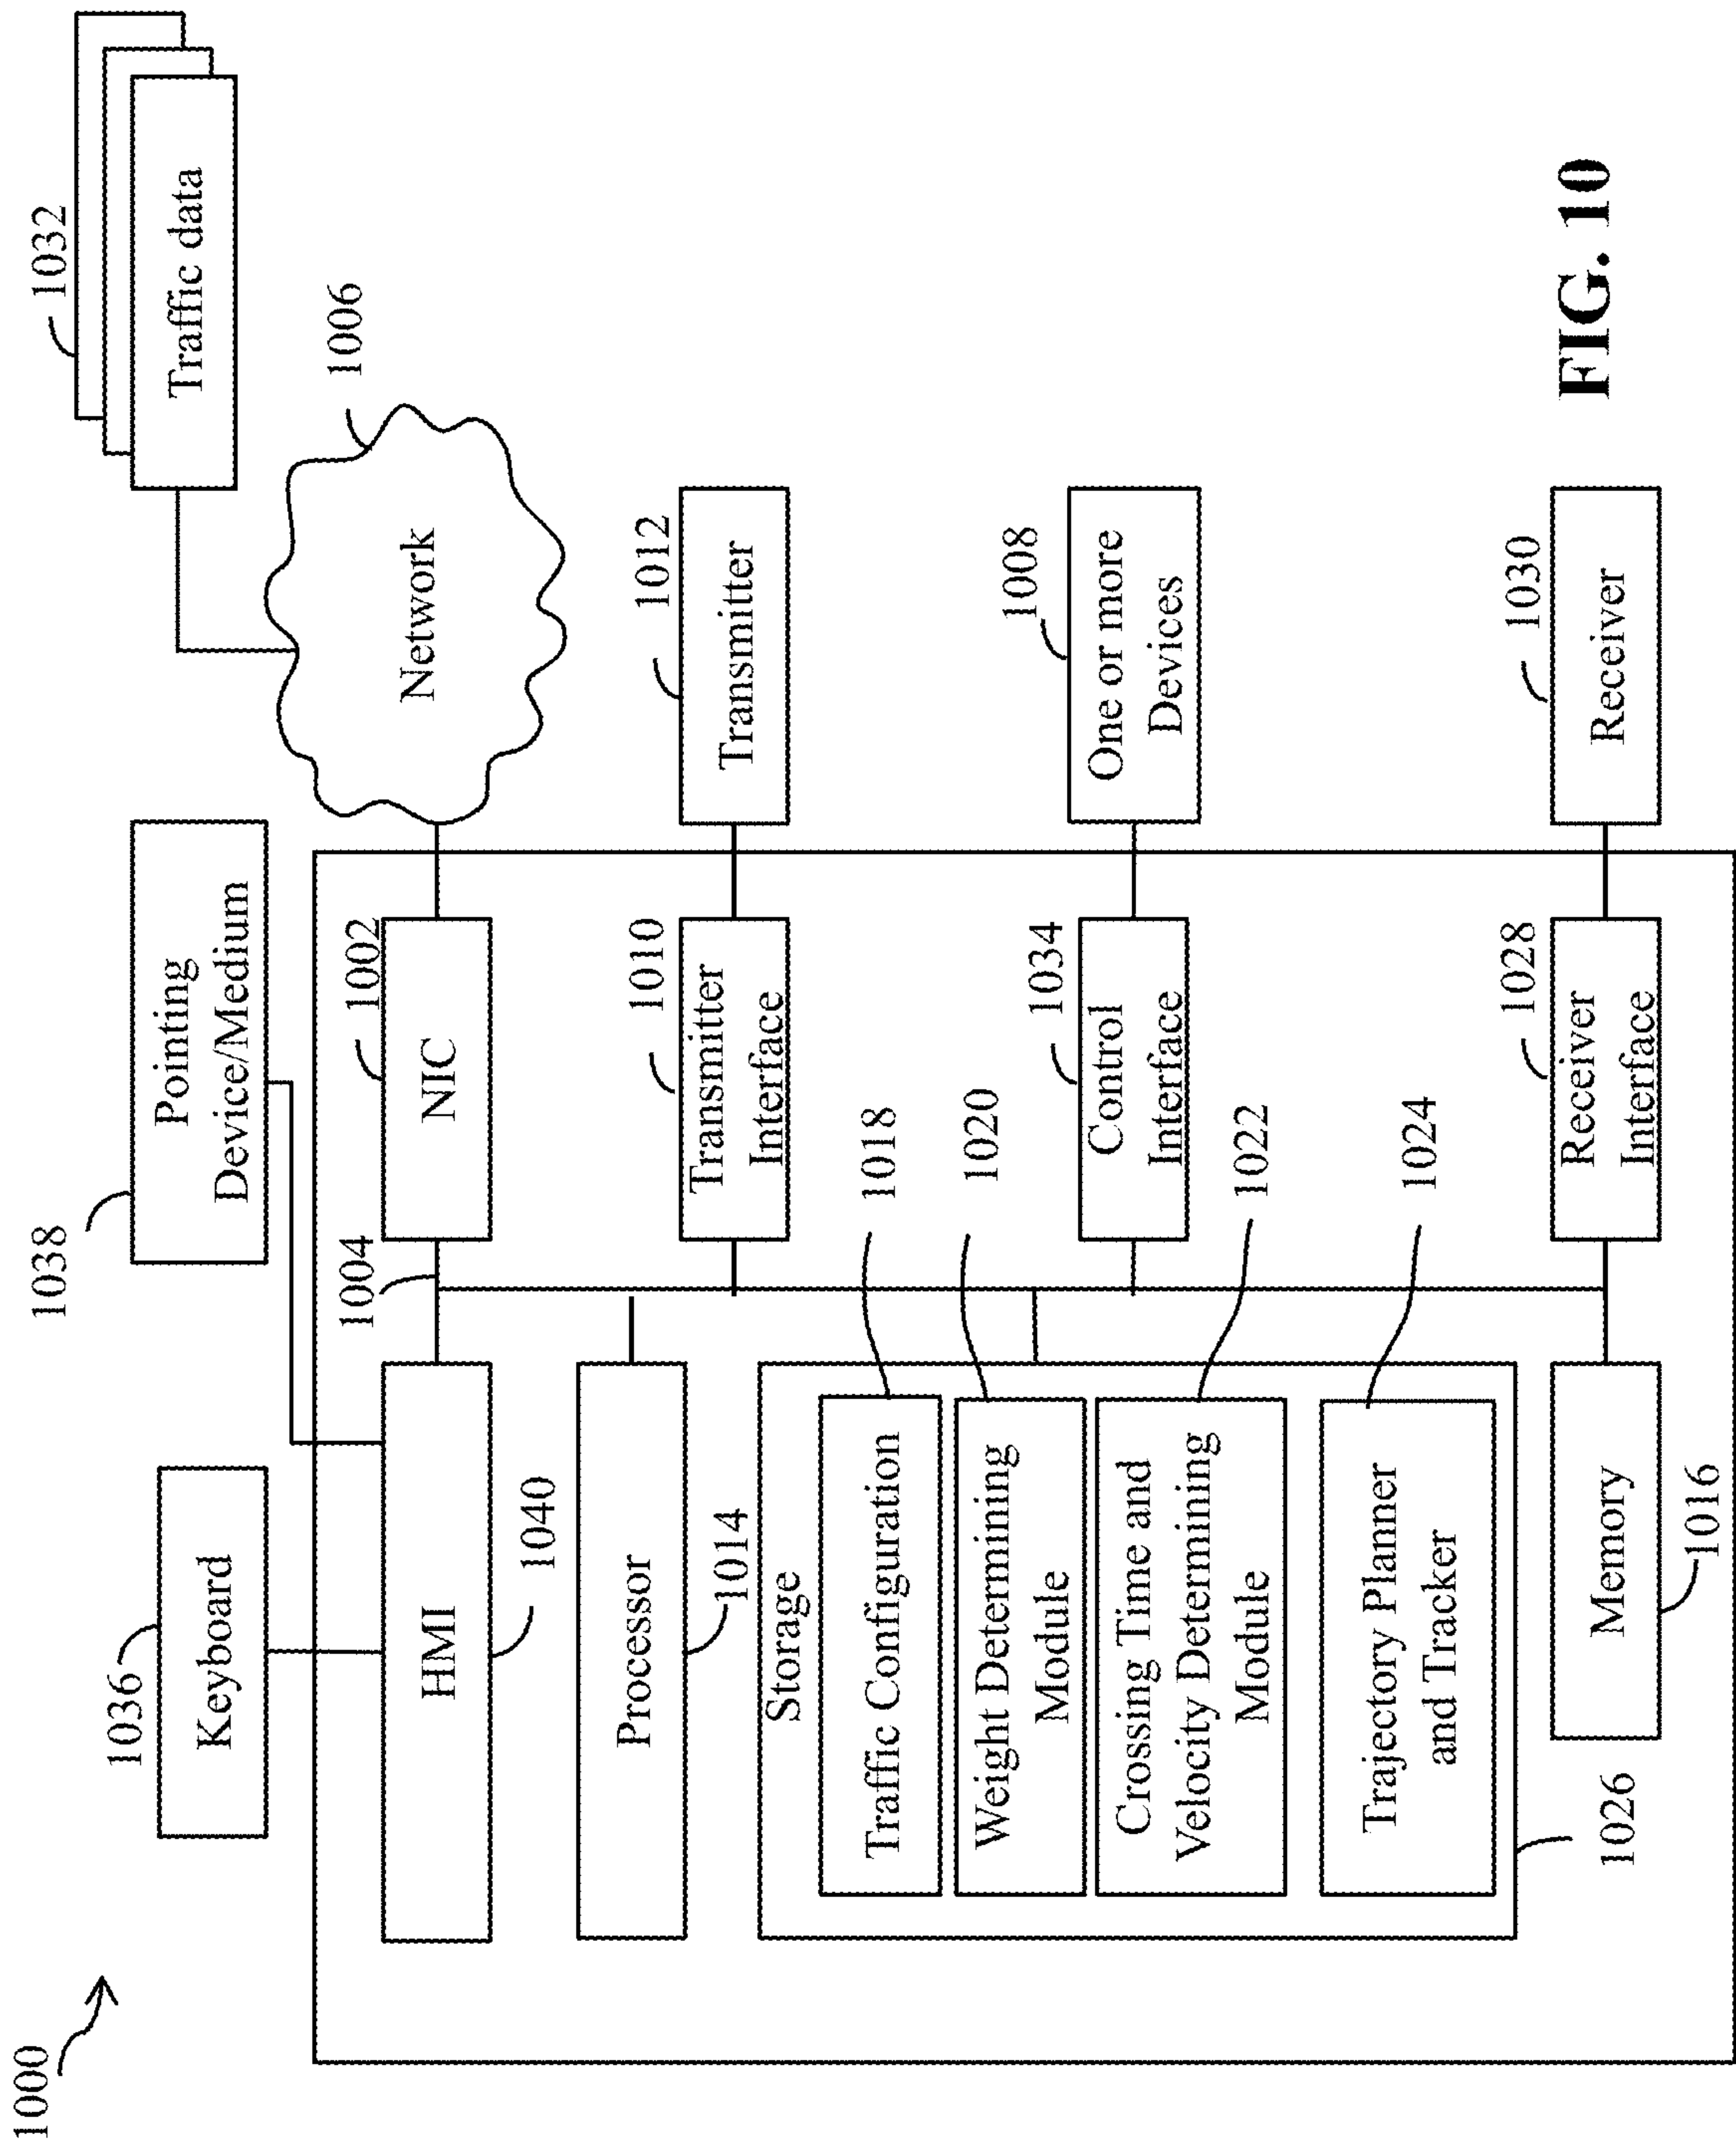 1000
1036
Keyboard
1038
Pointing
Device/Medium
1032
Traffic data
HMI
1040
1004
NIC
1002
Network
1006
Processor
1014
Transmitter
Interface
1010
Transmitter
1012
Storage
Traffic Configuration
1018
Weight Determining
Module
1020
Crossing Time and
Velocity Determining
Module
1022
Trajectory Planner
and Tracker
1024
1026
Control
Interface
1034
One or more
Devices
1008
Memory
1016
Receiver
Interface
1028
Receiver
1030
FIG. 10